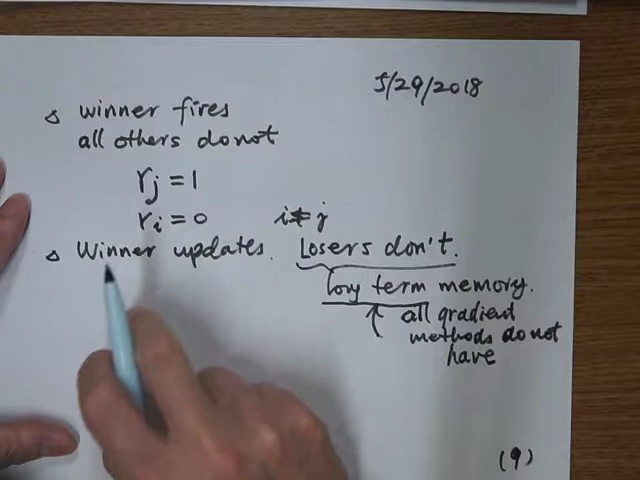 5/29/2018
△ winner fires
all others do not
rj = 1
ri = 0 i ≠ j
△ Winner updates. Losers don't.
long term memory.
all gradient
methods do not
have
(9)